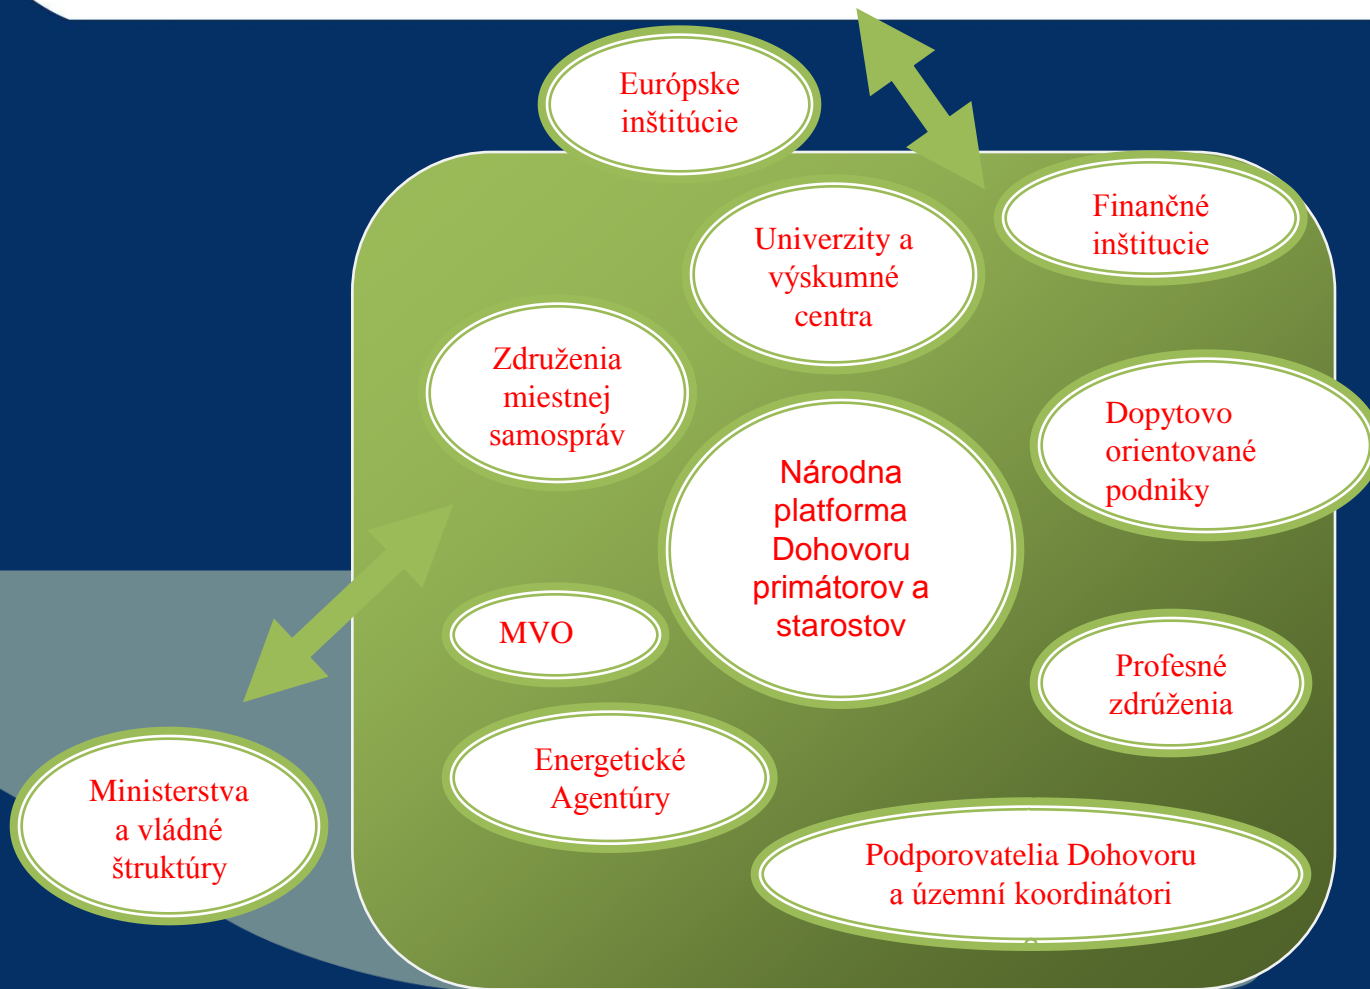 Európske
inštitúcie
Finančné
inštitucie
Univerzity a
výskumné
centra
Združenia
miestnej
samospráv
Dopytovo
orientované
podniky
Národna
platforma
Dohovoru
primátorov a
starostov
MVO
Profesné
zdrúženia
Energetické
Agentúry
Ministerstva
a vládné
štruktúry
Podporovatelia Dohovoru
a územní koordinátori